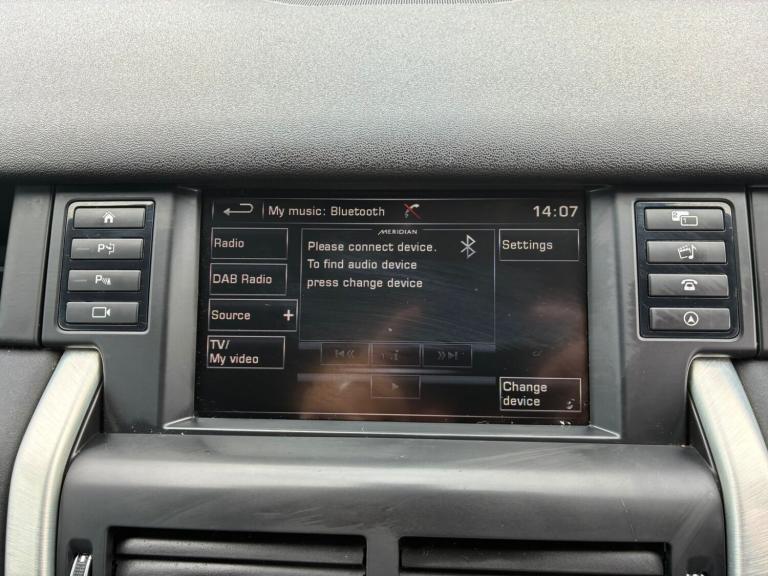 My music: Bluetooth
14:07
MERIDIAN
Radio
Please connect device.
Settings
To find audio device
DAB Radio
press change device
Source +
TV/
My video
Change
device